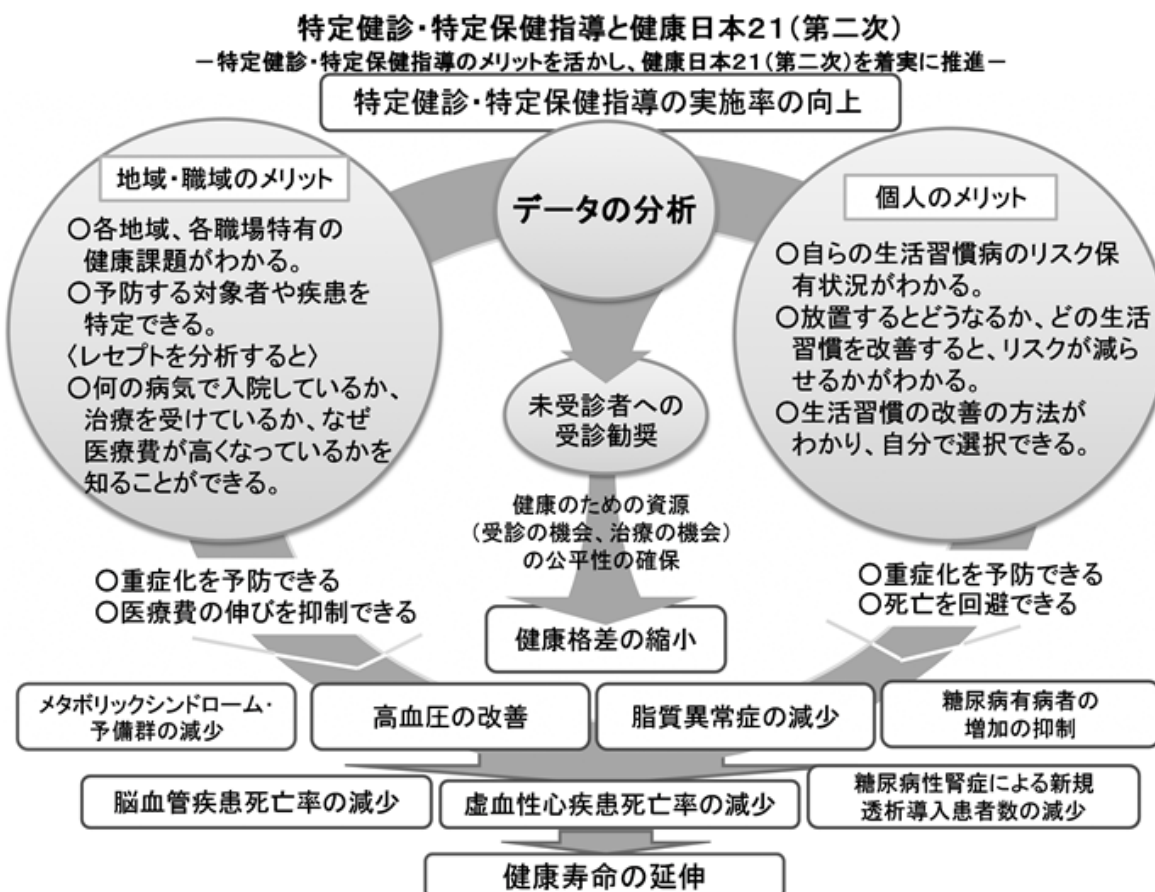 特定健診・特定保健指導と健康日本21(第二次)
－特定健診・特定保健指導のメリットを活かし、健康日本21(第二次)を着実に推進－
特定健診・特定保健指導の実施率の向上
地域・職域のメリット
○各地域、各職場特有の
健康課題がわかる。
○予防する対象者や疾患を
特定できる。
〈レセプトを分析すると〉
○何の病気で入院しているか、
治療を受けているか、なぜ
医療費が高くなっているかを
知ることができる。
○重症化を予防できる
○医療費の伸びを抑制できる
データの分析
未受診者への
受診勧奨
健康のための資源
(受診の機会、治療の機会)
の公平性の確保
健康格差の縮小
個人のメリット
○自らの生活習慣病のリスク保
有状況がわかる。
○放置するとどうなるか、どの生活
習慣を改善すると、リスクが減ら
せるかがわかる。
○生活習慣の改善の方法が
わかり、自分で選択できる。
○重症化を予防できる
○死亡を回避できる
メタボリックシンドローム・
予備群の減少
高血圧の改善
脂質異常症の減少
糖尿病有病者の
増加の抑制
脳血管疾患死亡率の減少
虚血性心疾患死亡率の減少
糖尿病性腎症による新規
透析導入患者数の減少
健康寿命の延伸